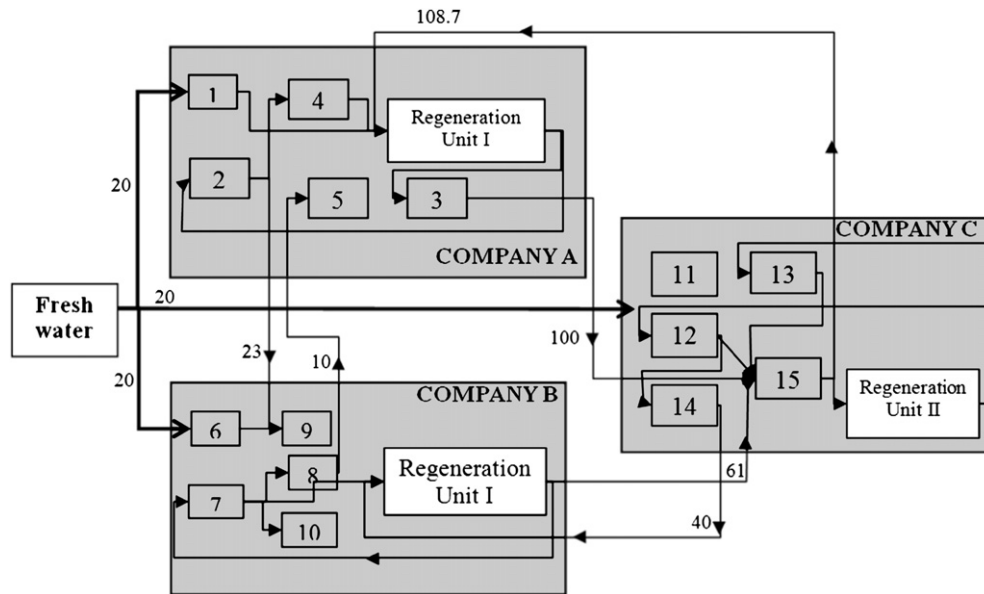 108.7
1
4
Regeneration
Unit I
20
2
5
3
COMPANY A
COMPANY C
11
13
Fresh
water
20
12
100
23
10
20
COMPANY B
15
Regeneration
Unit II
14
6
9
8
Regeneration
Unit I
7
61
10
40